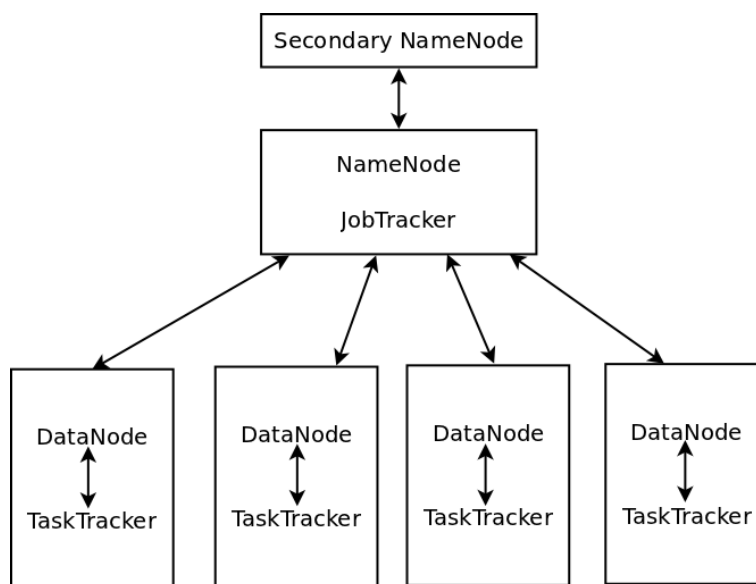 Secondary NameNode
NameNode
JobTracker
DataNode
TaskTracker
DataNode
TaskTracker
DataNode
TaskTracker
DataNode
TaskTracker